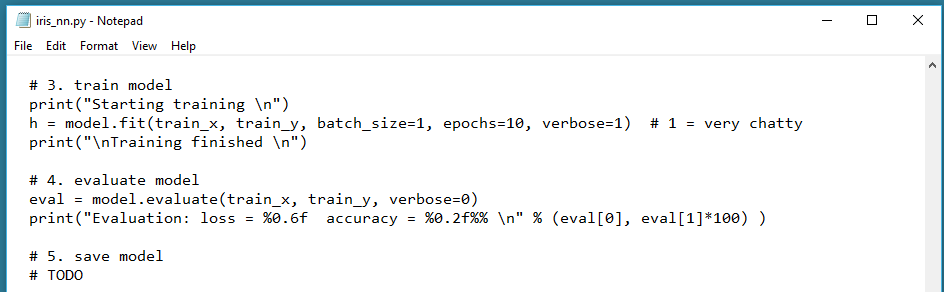 iris_nn.py - Notepad
File Edit Format View Help
# 3. train model
print("Starting training \n")
h = model.fit(train_x, train_y, batch_size=1, epochs=10, verbose=1)  # 1 = very chatty
print("\nTraining finished \n")
# 4. evaluate model
eval = model.evaluate(train_x, train_y, verbose=0)
print("Evaluation: loss = %0.6f  accuracy = %0.2f%% \n" % (eval[0], eval[1]*100) )
# 5. save model
# TODO